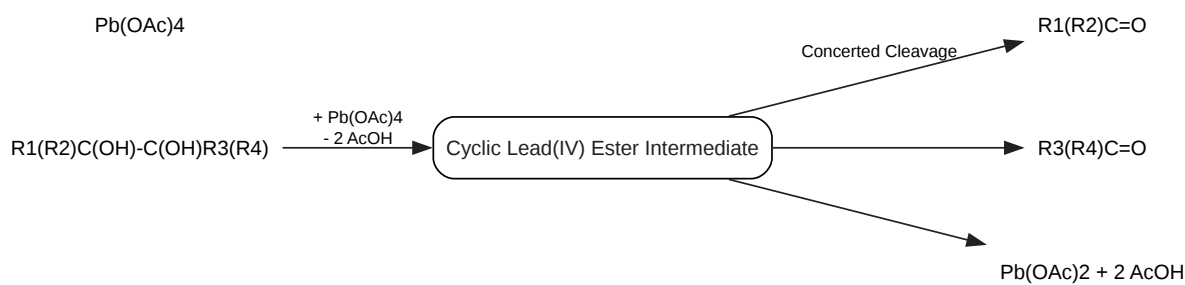 Pb(OAc)4
R1(R2)C=O
Concerted Cleavage
+ Pb(OAc)4
- 2 AcOH
R1(R2)C(OH)-C(OH)R3(R4)
Cyclic Lead(IV) Ester Intermediate
R3(R4)C=O
Pb(OAc)2 + 2 AcOH